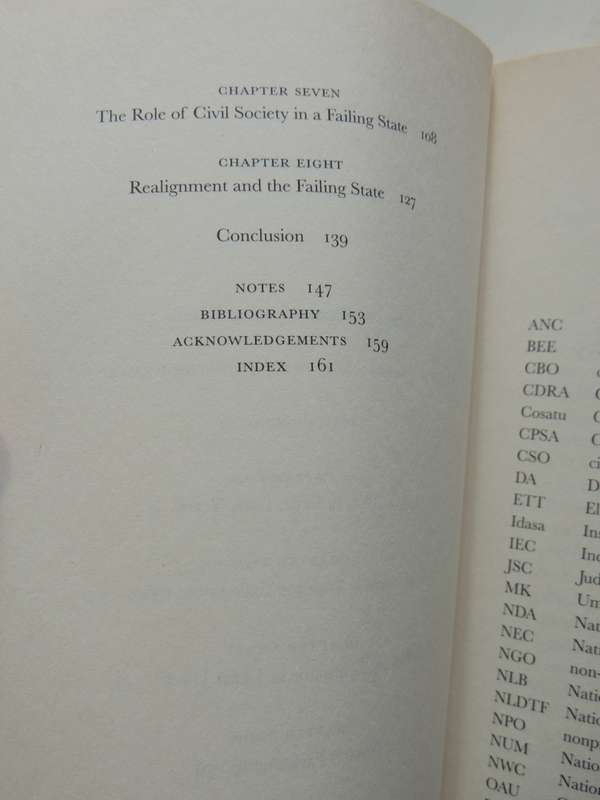 CHAPTER SEVEN
The Role of Civil Society in a Failing State 108
CHAPTER EIGHT
Realignment and the Failing State 127
Conclusion 139
NOTES 147
BIBLIOGRAPHY 153
ACKNOWLEDGEMENTS 159
INDEX 161
ANC
BEE
CBO
CDRA
Cosatu
CPSA
CSO
DA
ETT
Idasa
IEC
JSC
MK
NDA
NEC
NGO
NLB
NLDTF
NPO
NUM
NWC
OAU